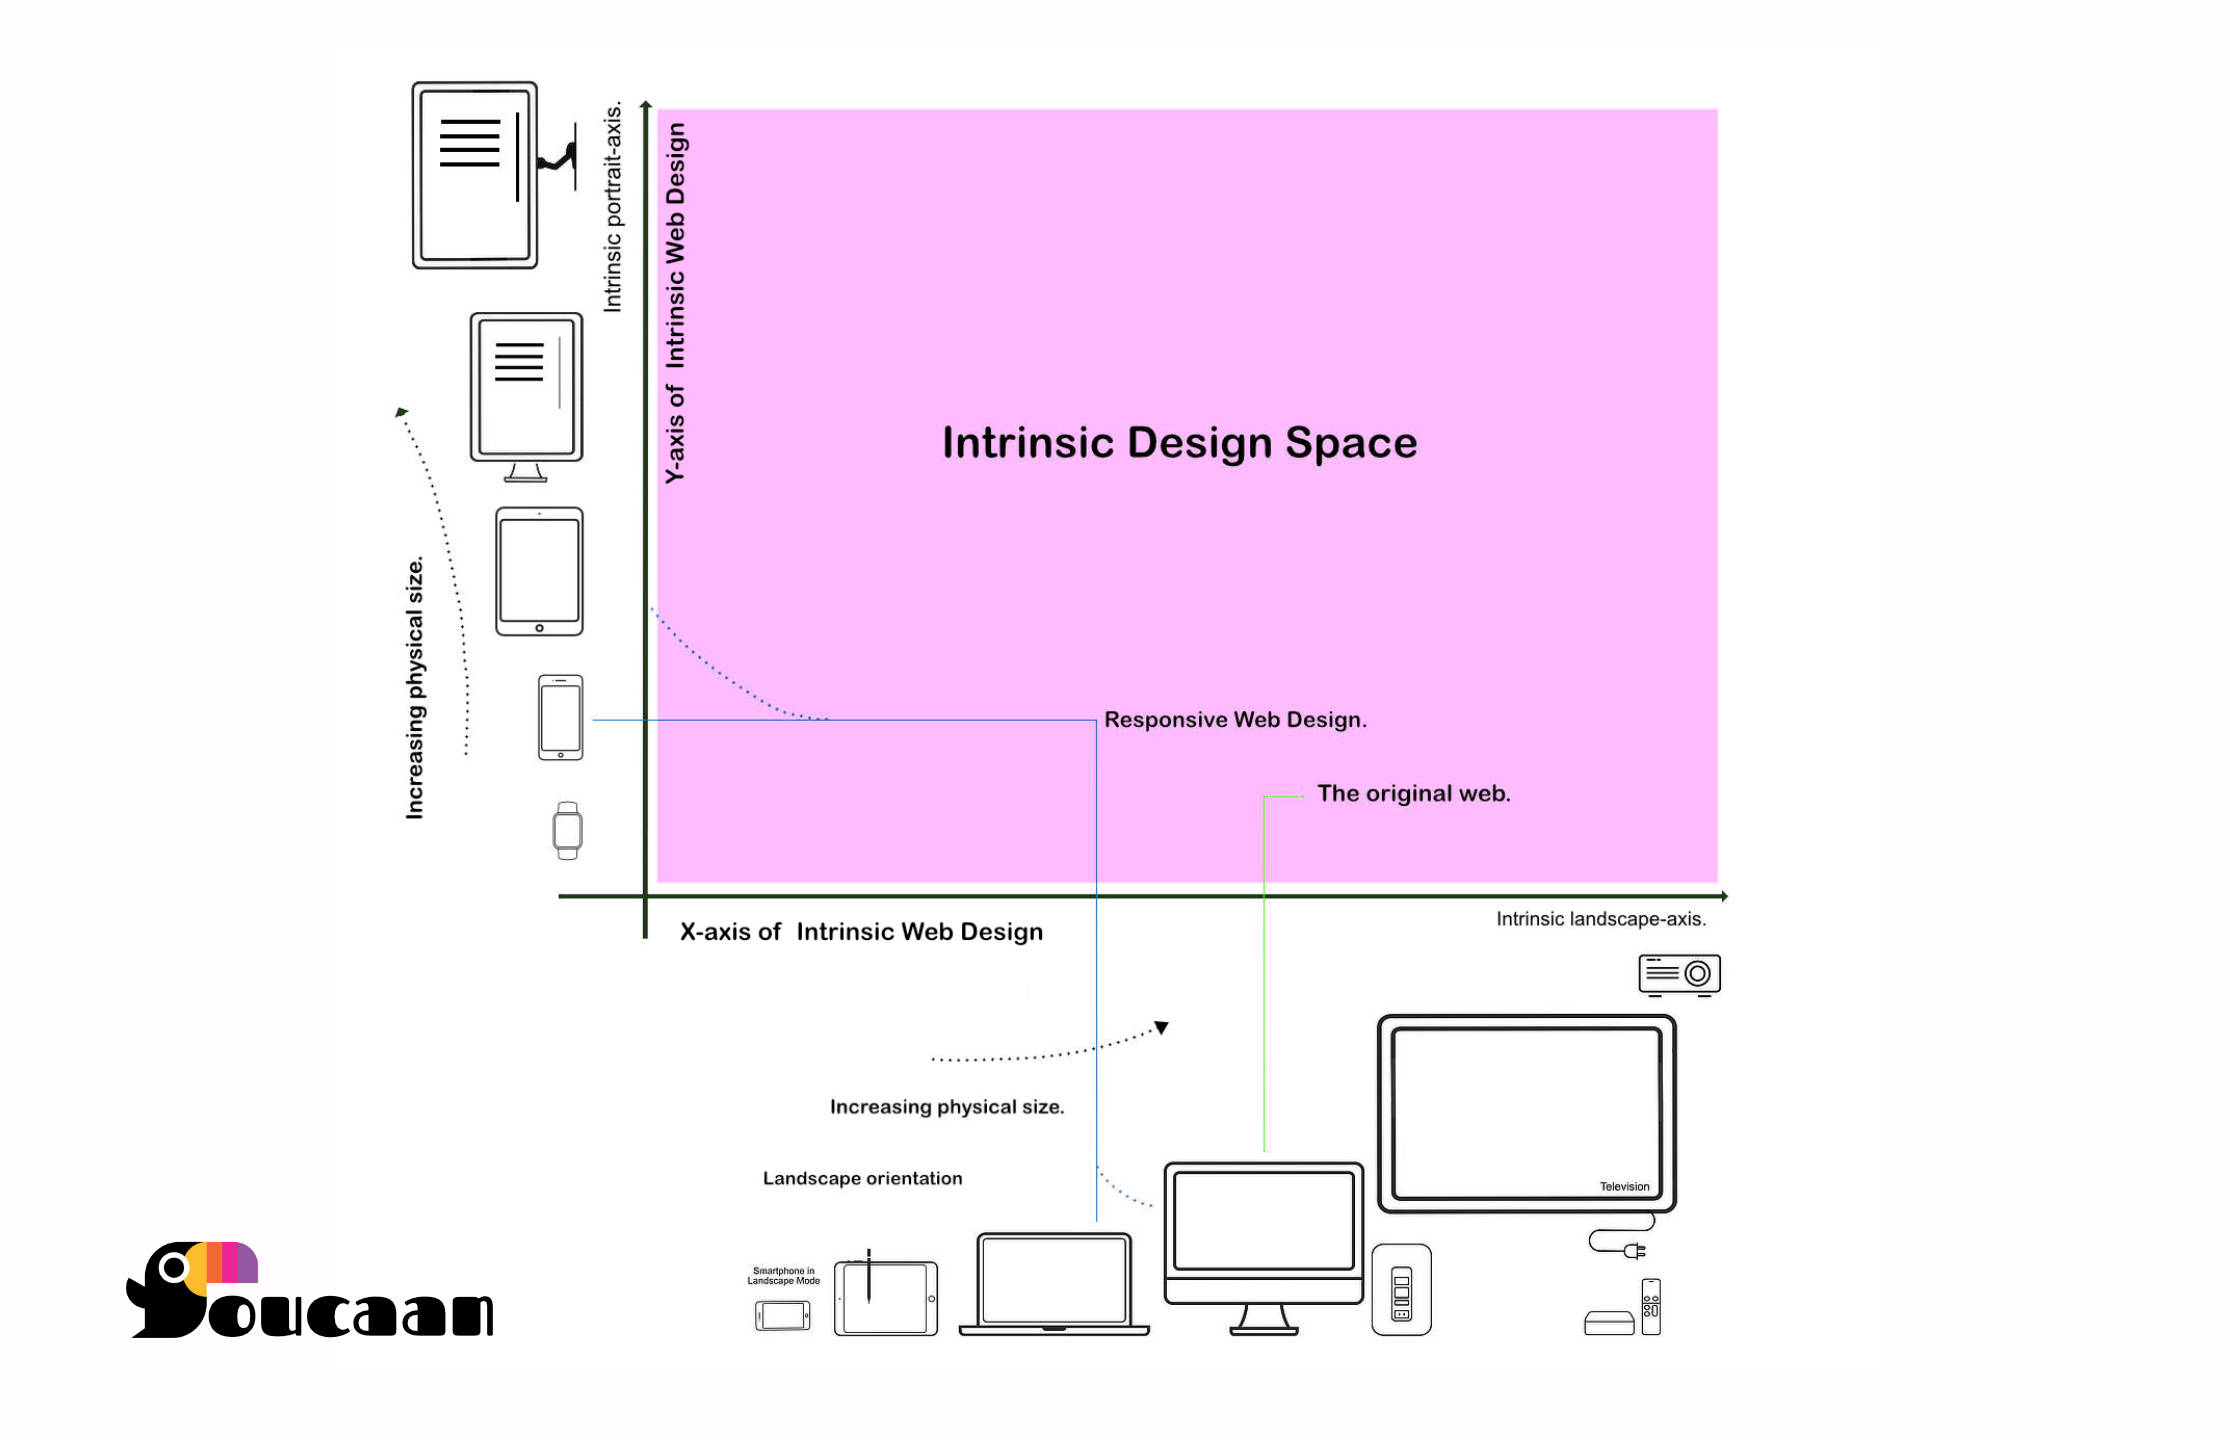 Intrinsic portrait-axis.
Y-axis of Intrinsic Web Design
Intrinsic Design Space
Increasing physical size.
Responsive Web Design.
The original web.
Intrinsic landscape-axis.
X-axis of Intrinsic Web Design
Increasing physical size.
Landscape orientation
Television
Smartphone in
Landscape Mode
oucaan